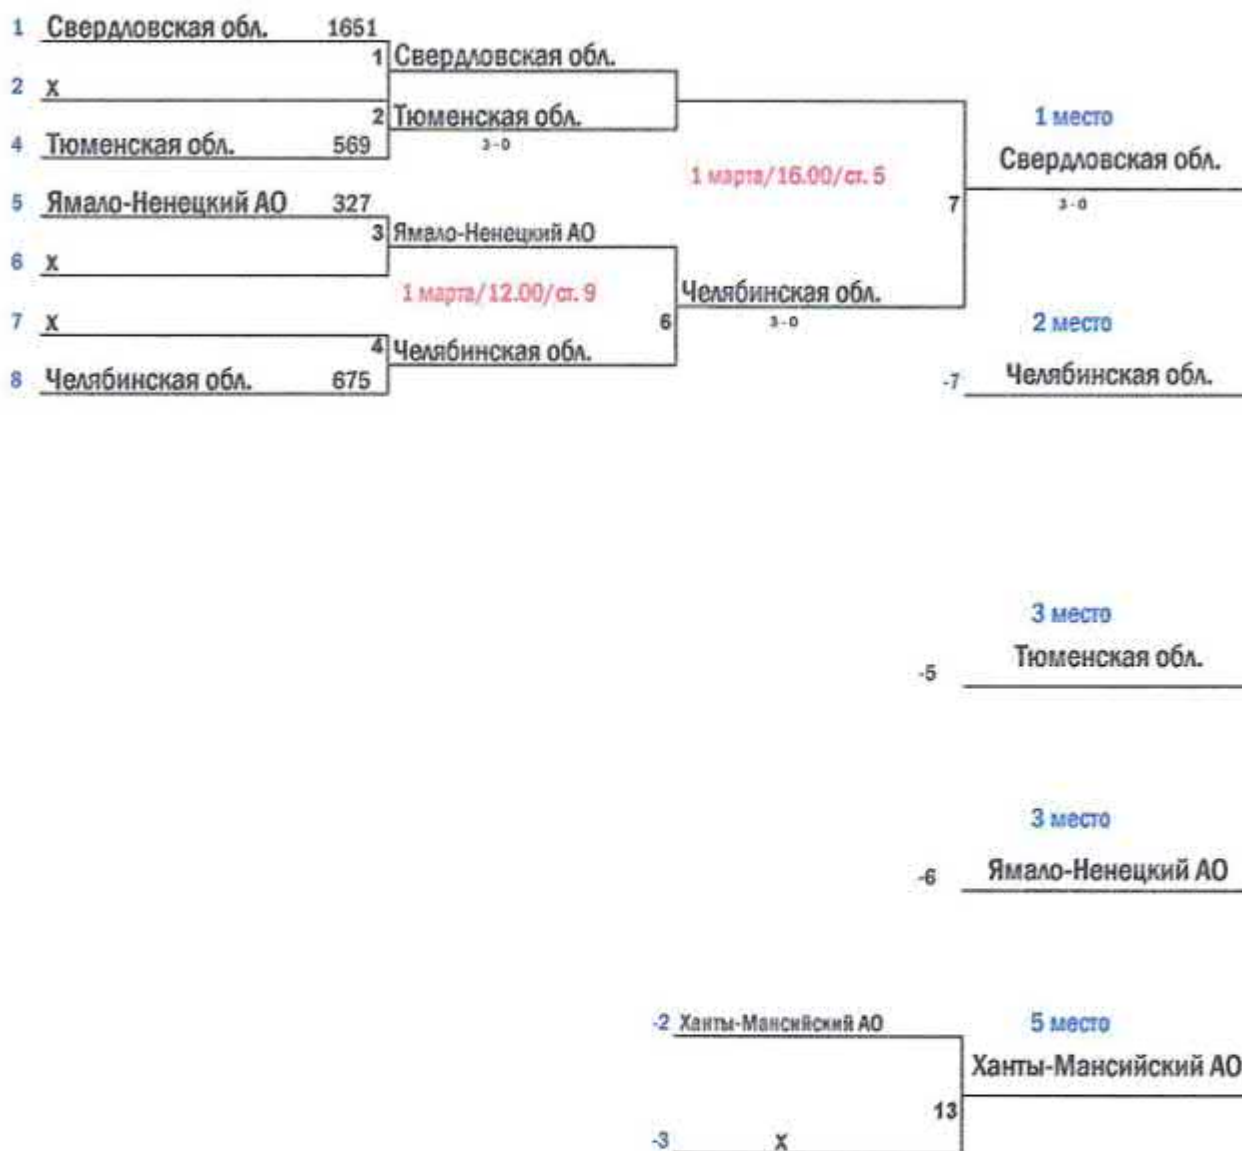 1 Свердловская обл. 1651
1 Свердловская обл.
2 X
2 Тюменская обл.
3 - 0
4 Тюменская обл. 569
1 место
Свердловская обл.
1 марта/16.00/ст. 5
7
3 - 0
5 Ямало-Ненецкий АО 327
3 Ямало-Ненецкий АО
6 X
1 марта/12.00/ст. 9
Челябинская обл.
6
3 - 0
7 X
4 Челябинская обл.
8 Челябинская обл. 675
2 место
-7 Челябинская обл.
3 место
-5 Тюменская обл.
3 место
-6 Ямало-Ненецкий АО
-2 Ханты-Мансийский АО
5 место
Ханты-Мансийский АО
13
-3 X